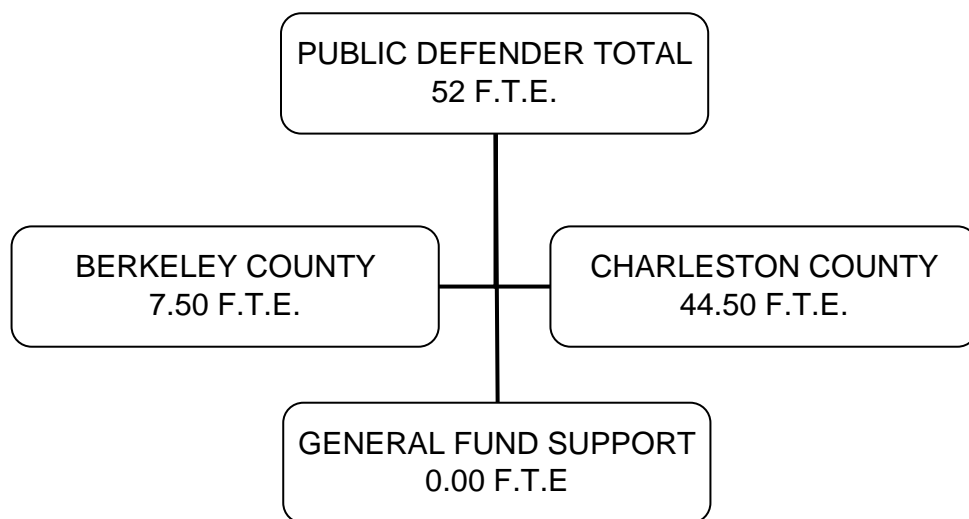 PUBLIC DEFENDER TOTAL
52 F.T.E.
BERKELEY COUNTY
7.50 F.T.E.
CHARLESTON COUNTY
44.50 F.T.E.
GENERAL FUND SUPPORT
0.00 F.T.E